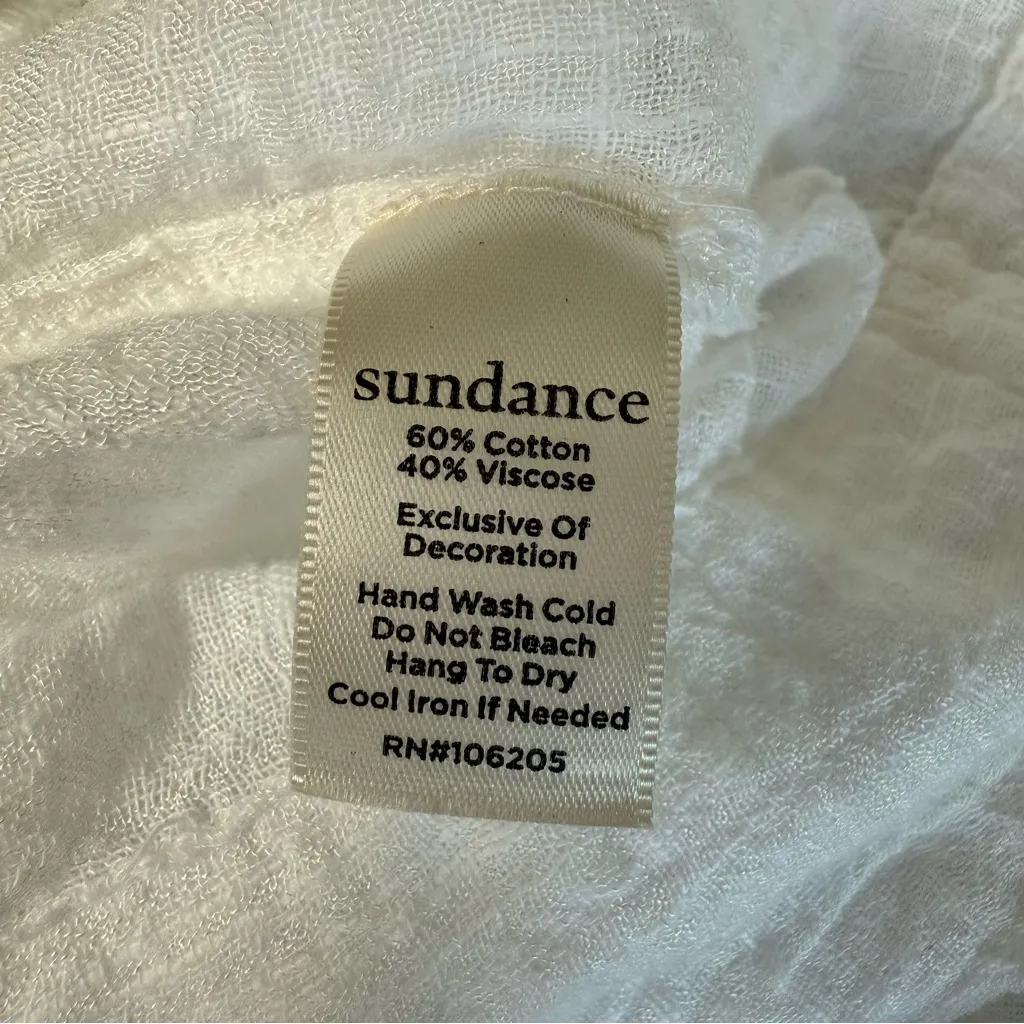 sundance
60% Cotton
40% Viscose
Exclusive Of
Decoration
Hand Wash Cold
Do Not Bleach
Hang To Dry
Cool Iron If Needed
RN#106205